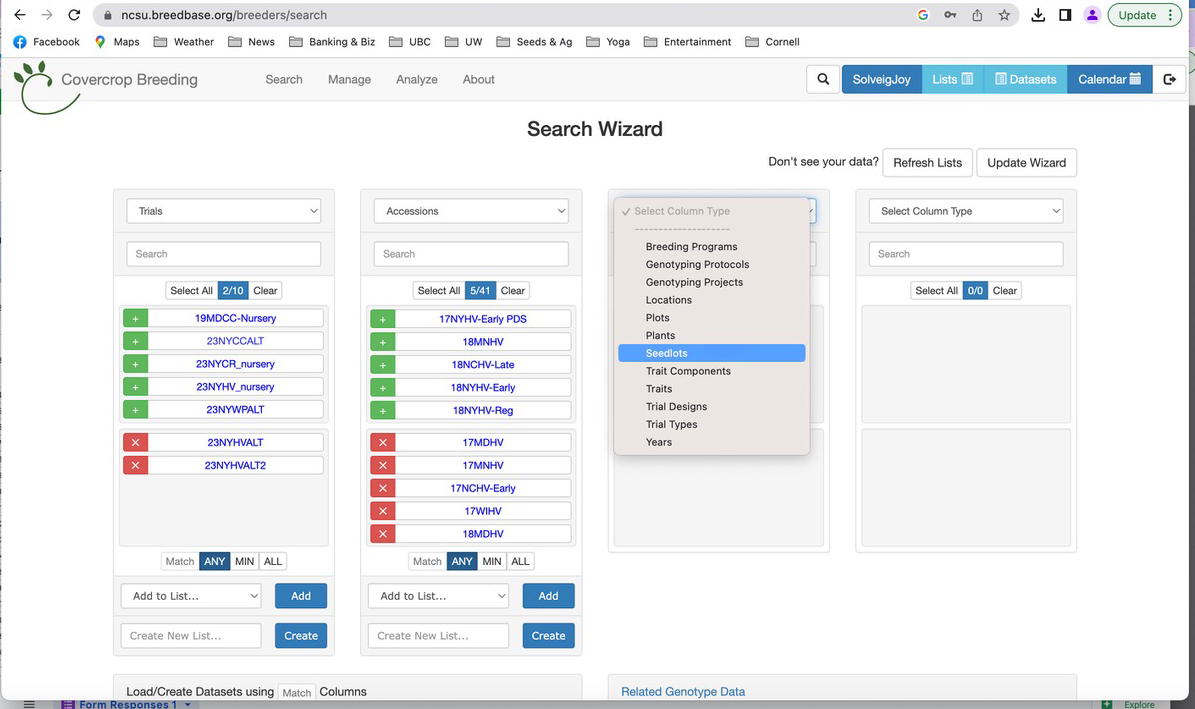 ncsu.breedbase.org/breeders/search
Update
Facebook Maps Weather News Banking & Biz UBC UW Seeds & Ag Yoga Entertainment Cornell
Covercrop Breeding Search Manage Analyze About SolveigJoy Lists Datasets Calendar
Search Wizard
Don't see your data? Refresh Lists Update Wizard
Trials
Search
Select All 2/10 Clear
19MDCC-Nursery
23NYCCALT
23NYCR_nursery
23NYHV_nursery
23NYWPALT
23NYHVALT
23NYHVALT2
Match ANY MIN ALL
Add to List... Add
Create New List... Create
Accessions
Search
Select All 5/41 Clear
17NYHV-Early PDS
18MNHV
18NCHV-Late
18NYHV-Early
18NYHV-Reg
17MDHV
17MNHV
17NCHV-Early
17WIHV
18MDHV
Match ANY MIN ALL
Add to List... Add
Create New List... Create
Select Column Type
--------------------
Breeding Programs
Genotyping Protocols
Genotyping Projects
Locations
Plots
Plants
Seedlots
Trait Components
Traits
Trial Designs
Trial Types
Years
Select Column Type
Search
Select All 0/0 Clear
Load/Create Datasets using Match Columns
Related Genotype Data
Form Responses 1
Explore